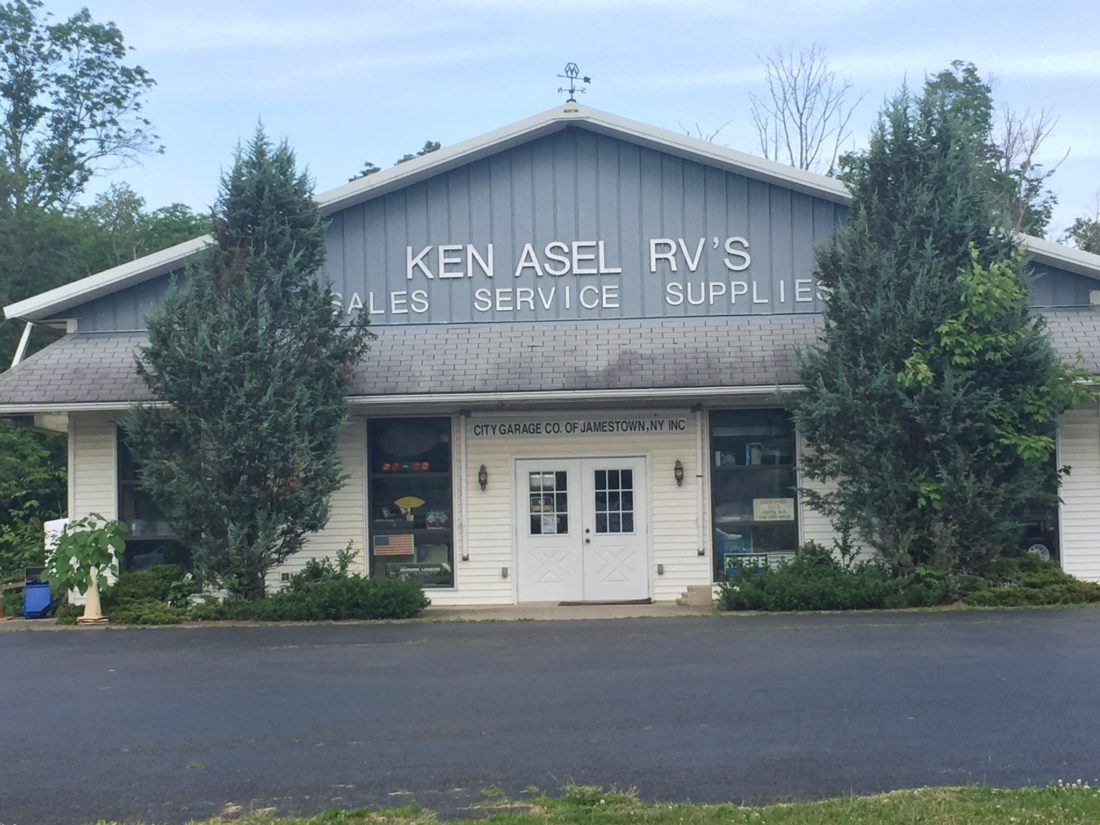 KEN ASEL RV'S
SALES SERVICE SUPPLIES
CITY GARAGE CO. OF JAMESTOWN, NY INC